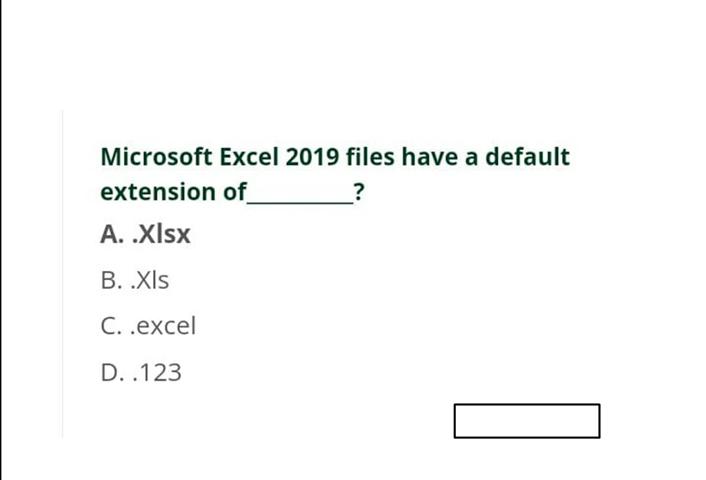 Microsoft Excel 2019 files have a default
extension of_________?
A. .Xlsx
B. .Xls
C. .excel
D. .123